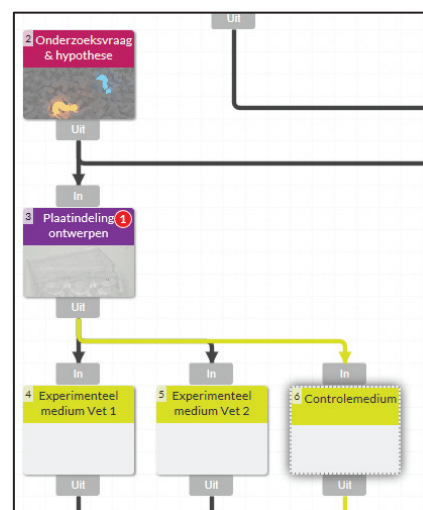 Uit
2 Onderzoeksvraag
& hypothese
Uit
In
3 Plaatindeling 1
ontwerpen
Uit
In
In
In
4 Experimenteel
medium Vet 1
5 Experimenteel
medium Vet 2
6 Controlemedium
Uit
Uit
Uit